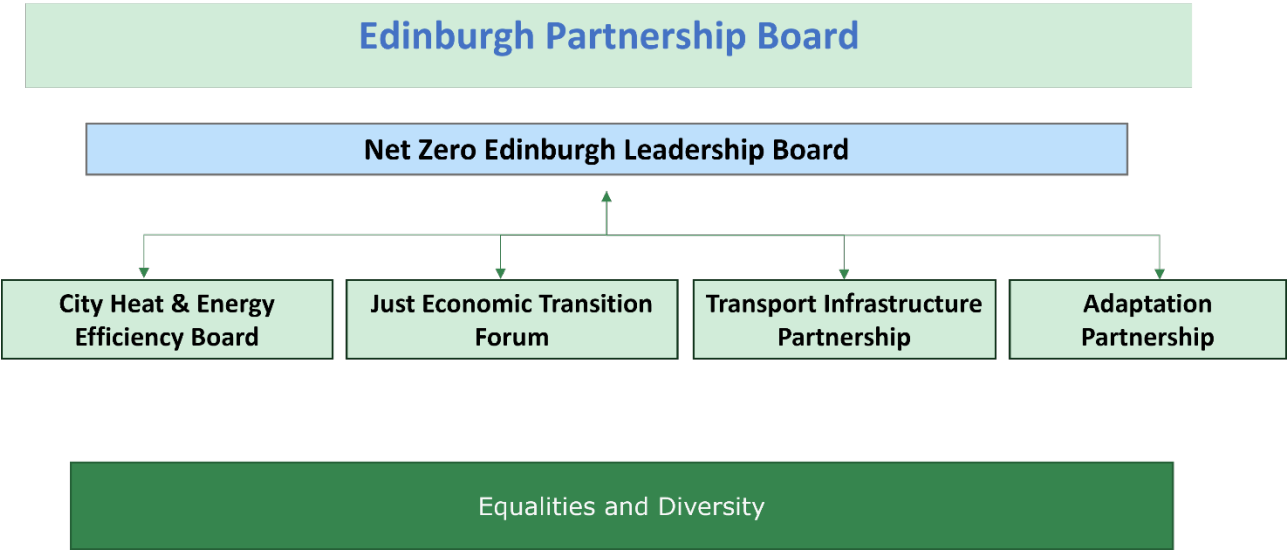 Edinburgh Partnership Board
Net Zero Edinburgh Leadership Board
City Heat & Energy
Efficiency Board
Just Economic Transition
Forum
Transport Infrastructure
Partnership
Adaptation
Partnership
Equalities and Diversity